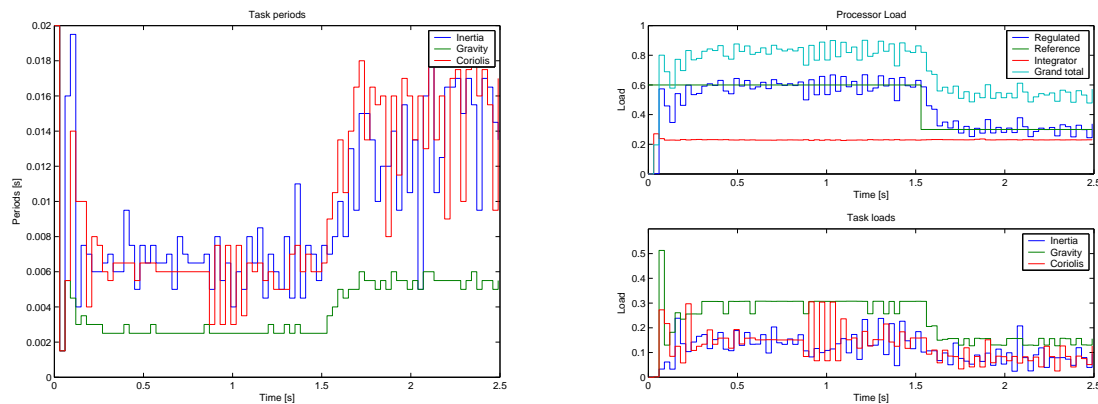 Task periods
0.02
0.018
0.016
0.014
0.012
0.01
0.008
0.006
0.004
0.002
0
Periods [s]
Inertia
Gravity
Coriolis
0 0.5 1 1.5 2 2.5
Time [s]
Processor Load
1
0.8
0.6
0.4
0.2
0
Load
Regulated
Reference
Integrator
Grand total
0 0.5 1 1.5 2 2.5
Time [s]
Task loads
0.5
0.4
0.3
0.2
0.1
0
Load
Inertia
Gravity
Coriolis
0 0.5 1 1.5 2 2.5
Time [s]